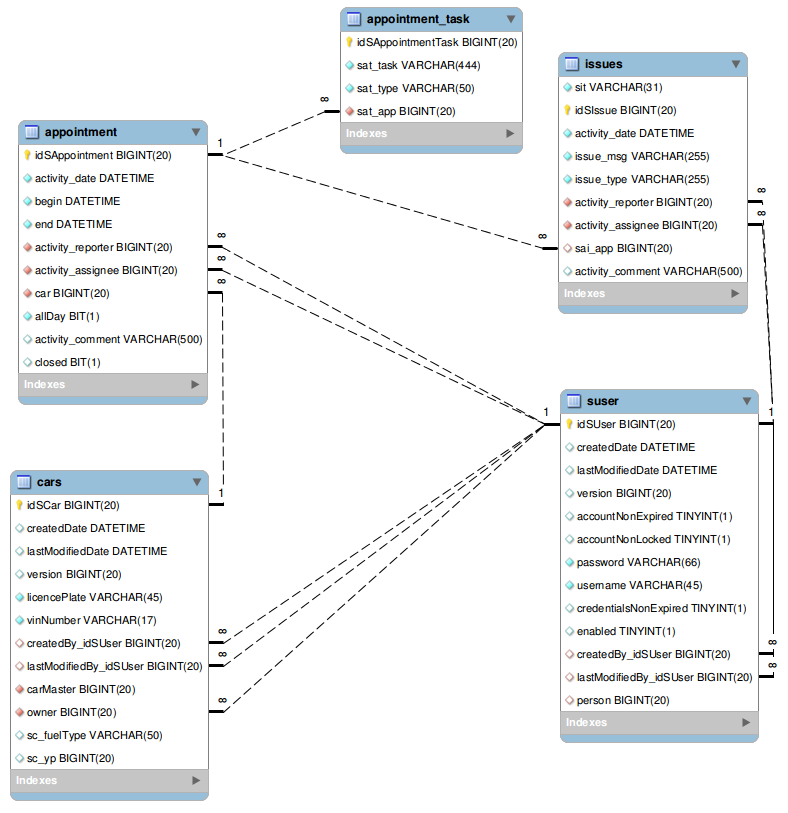 appointment_task
idSAppointmentTask BIGINT(20)
sat_task VARCHAR(444)
sat_type VARCHAR(50)
sat_app BIGINT(20)
Indexes
issues
sit VARCHAR(31)
idSIssue BIGINT(20)
activity_date DATETIME
issue_msg VARCHAR(255)
issue_type VARCHAR(255)
activity_reporter BIGINT(20)
activity_assignee BIGINT(20)
sai_app BIGINT(20)
activity_comment VARCHAR(500)
Indexes
appointment
idSAppointment BIGINT(20)
activity_date DATETIME
begin DATETIME
end DATETIME
activity_reporter BIGINT(20)
activity_assignee BIGINT(20)
car BIGINT(20)
allDay BIT(1)
activity_comment VARCHAR(500)
closed BIT(1)
Indexes
suser
idSUser BIGINT(20)
createdDate DATETIME
lastModifiedDate DATETIME
version BIGINT(20)
accountNonExpired TINYINT(1)
accountNonLocked TINYINT(1)
password VARCHAR(66)
username VARCHAR(45)
credentialsNonExpired TINYINT(1)
enabled TINYINT(1)
createdBy_idSUser BIGINT(20)
lastModifiedBy_idSUser BIGINT(20)
person BIGINT(20)
Indexes
cars
idSCar BIGINT(20)
createdDate DATETIME
lastModifiedDate DATETIME
version BIGINT(20)
licencePlate VARCHAR(45)
vinNumber VARCHAR(17)
createdBy_idSUser BIGINT(20)
lastModifiedBy_idSUser BIGINT(20)
carMaster BIGINT(20)
owner BIGINT(20)
sc_fuelType VARCHAR(50)
sc_yp BIGINT(20)
Indexes
1
∞
∞
∞
∞
∞
1
1
∞
∞
∞
∞
∞
1
∞
∞